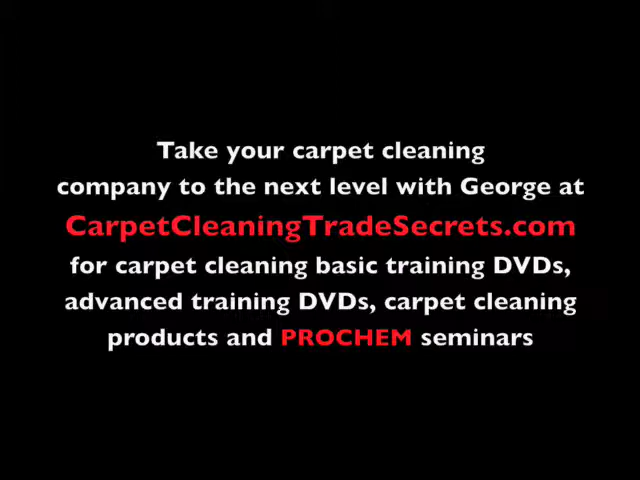 Take your carpet cleaning
company to the next level with George at
CarpetCleaningTradeSecrets.com
for carpet cleaning basic training DVDs,
advanced training DVDs, carpet cleaning
products and PROCHEM seminars